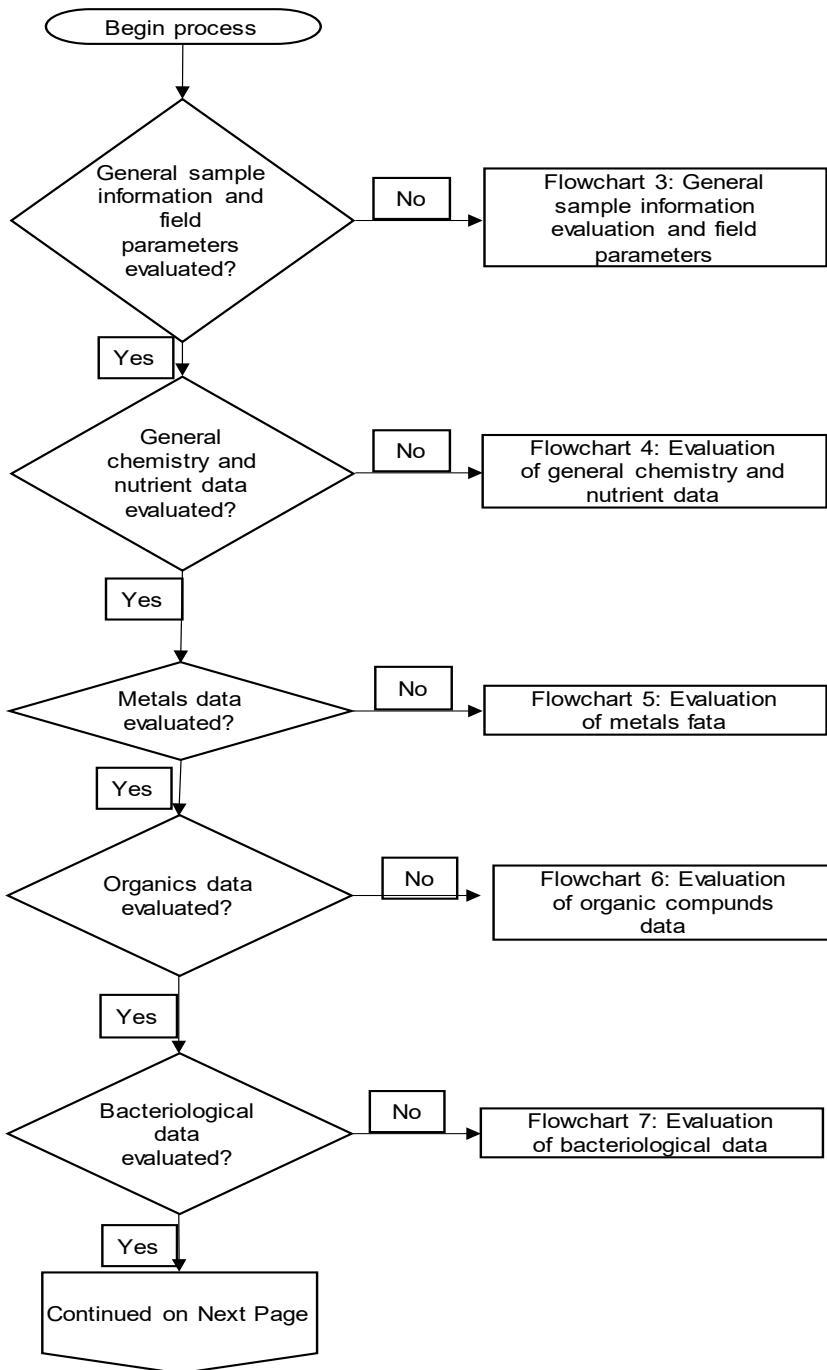 Begin process
General sample
information and
field
parameters
evaluated?
No
Flowchart 3: General
sample information
evaluation and field
parameters
Yes
General
chemistry and
nutrient data
evaluated?
No
Flowchart 4: Evaluation
of general chemistry and
nutrient data
Yes
Metals data
evaluated?
No
Flowchart 5: Evaluation
of metals fata
Yes
Organics data
evaluated?
No
Flowchart 6: Evaluation
of organic compunds
data
Yes
Bacteriological
data
evaluated?
No
Flowchart 7: Evaluation
of bacteriological data
Yes
Continued on Next Page